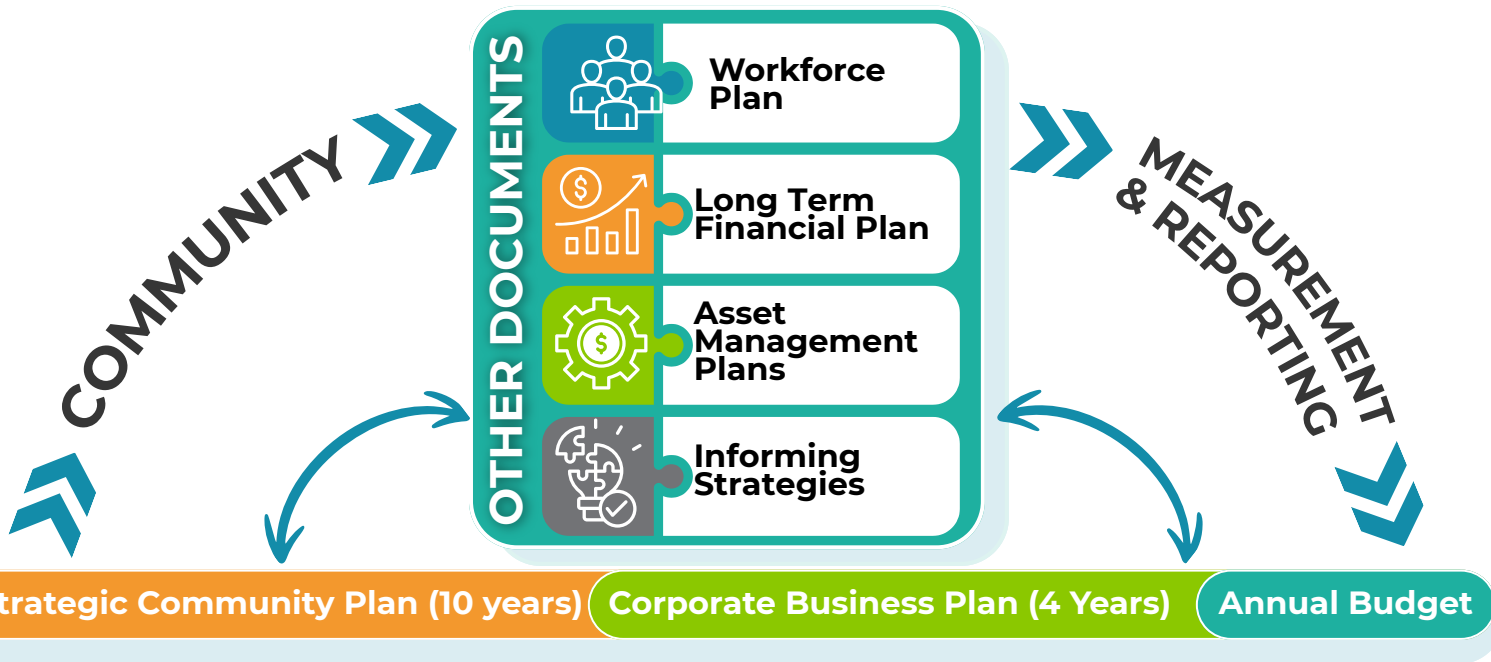 COMMUNITY
OTHER DOCUMENTS
Workforce
Plan
Long Term
Financial Plan
Asset
Management
Plans
Informing
Strategies
MEASUREMENT
& REPORTING
trategic Community Plan (10 years)
Corporate Business Plan (4 Years)
Annual Budget